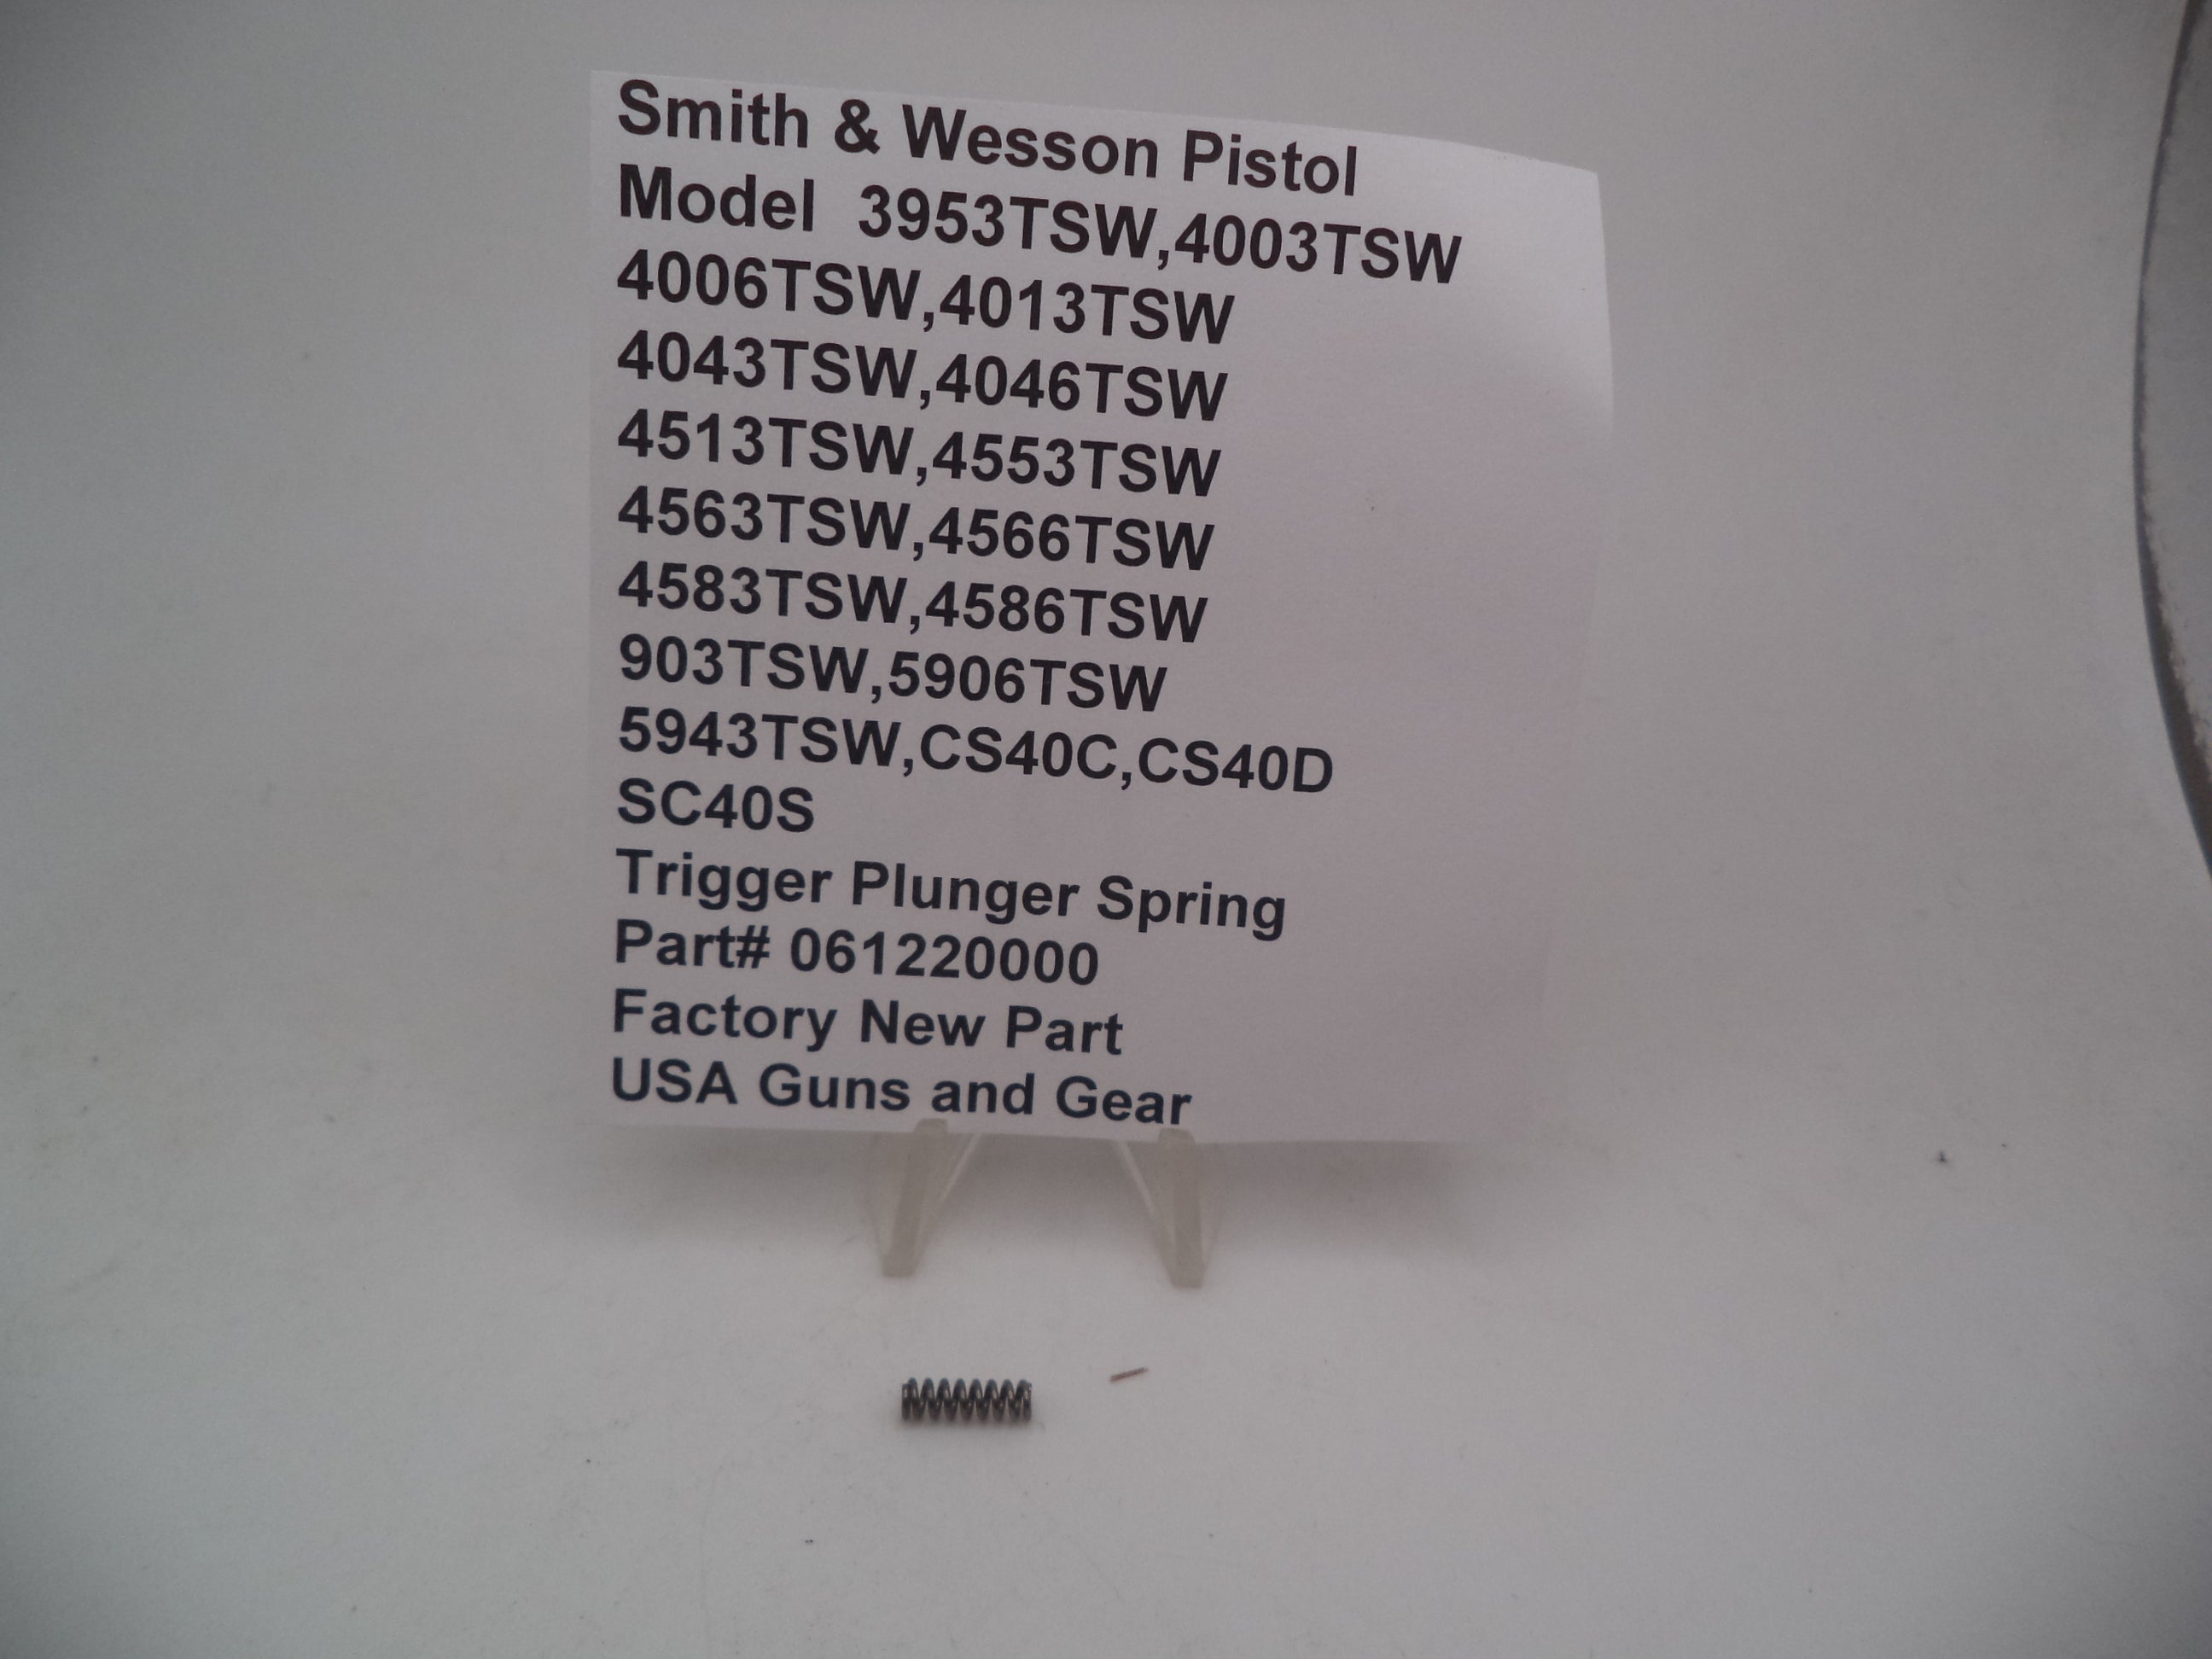 Smith & Wesson Pistol
Model 3953TSW,4003TSW
4006TSW,4013TSW
4043TSW,4046TSW
4513TSW,4553TSW
4563TSW,4566TSW
4583TSW,4586TSW
903TSW,5906TSW
5943TSW,CS40C,CS40D
SC40S
Trigger Plunger Spring
Part# 061220000
Factory New Part
USA Guns and Gear